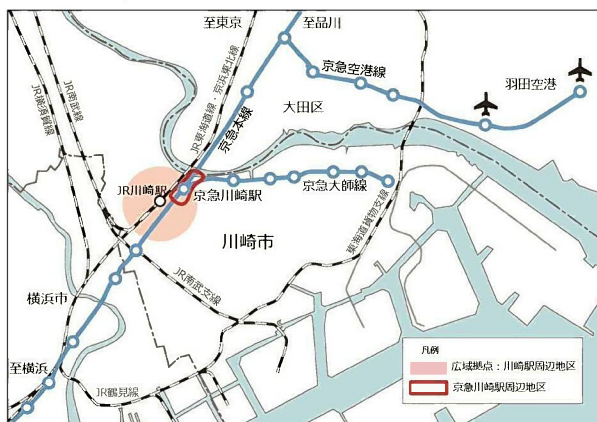 至東京
至品川
京急空港線
羽田空港
JR南武線
JR横須賀線
JR東海道線・京浜東北線
京急本線
大田区
JR川崎駅
京急川崎駅
京急大師線
東海道貨物支線
川崎市
JR南武支線
横浜市
至横浜
JR鶴見線
凡例
広域拠点：川崎駅周辺地区
京急川崎駅周辺地区